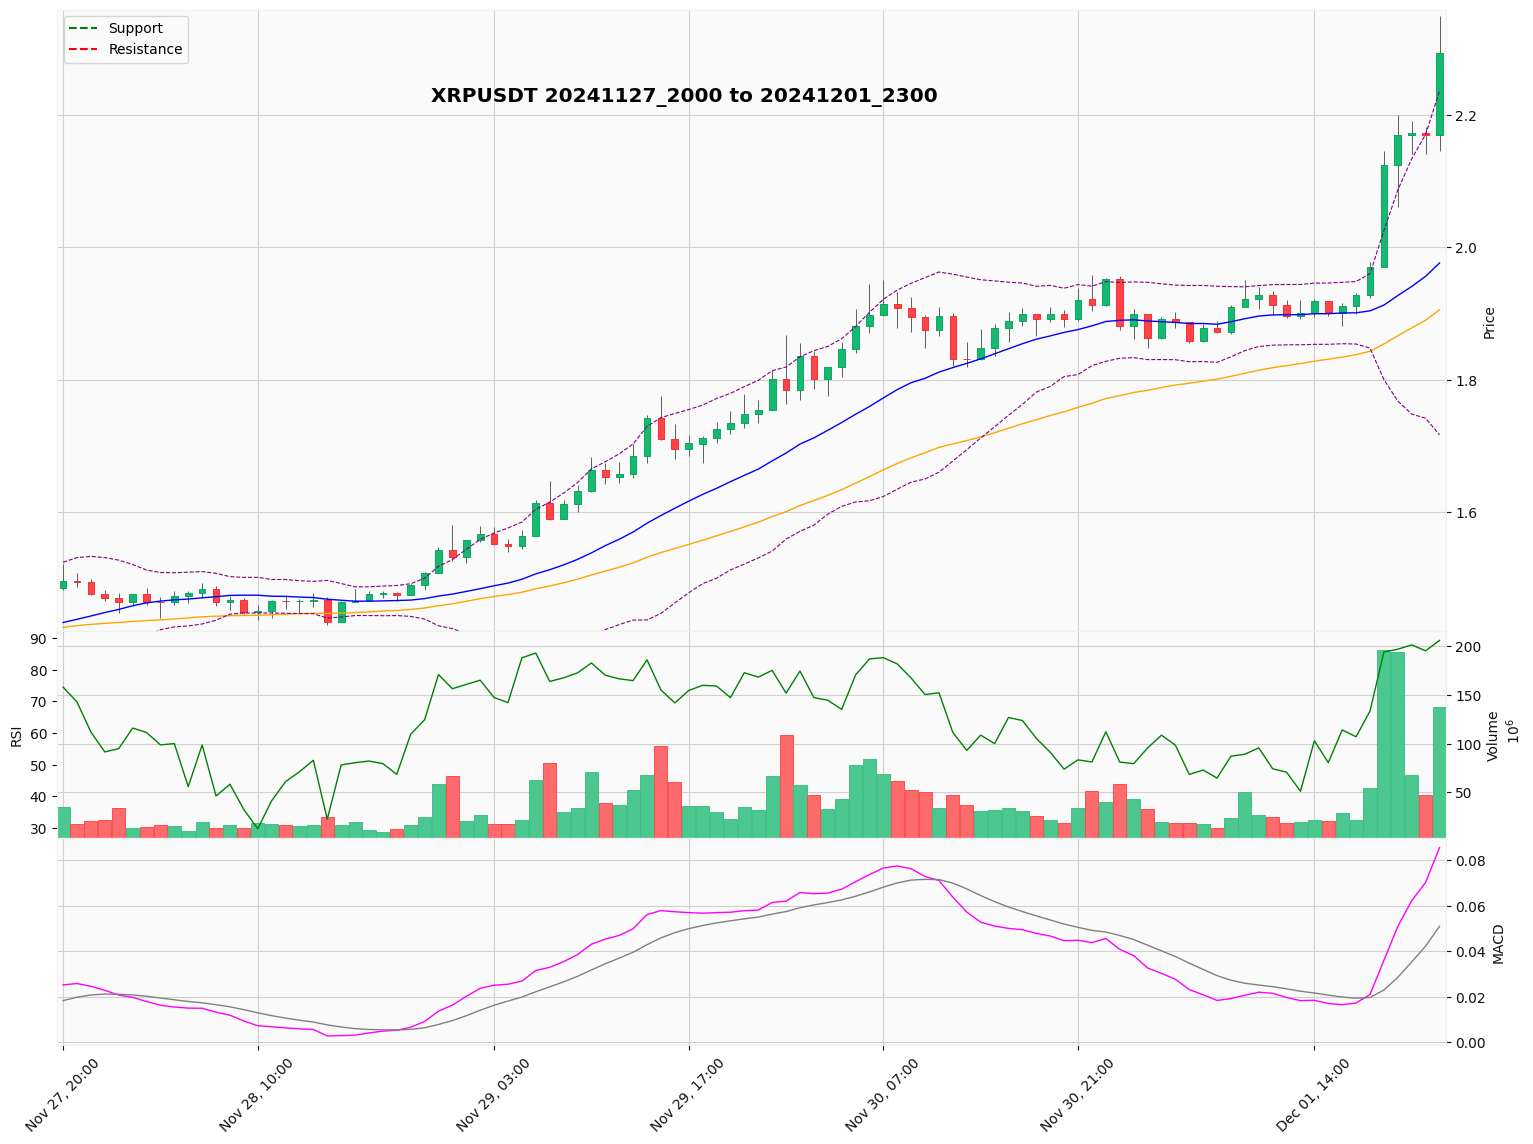 Support
Resistance
XRPUSDT 20241127_2000 to 20241201_2300
2.2
2.0
1.8
1.6
Price
90
80
70
60
50
40
30
RSI
200
150
100
50
Volume
10^6
0.08
0.06
0.04
0.02
0.00
MACD
Nov 27, 20:00
Nov 28, 10:00
Nov 29, 03:00
Nov 29, 17:00
Nov 30, 07:00
Nov 30, 21:00
Dec 01, 14:00